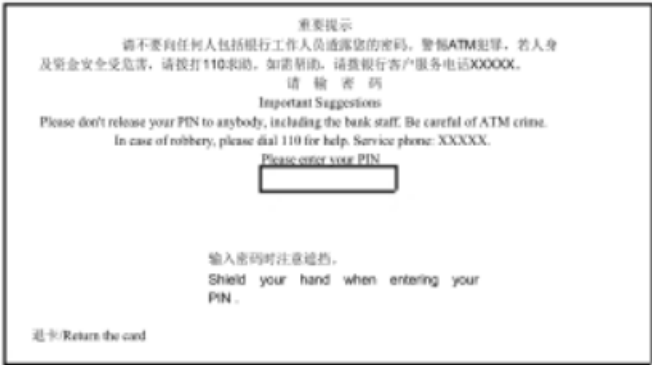 重要提示
请不要向任何人包括银行工作人员透露您的密码。警惕ATM犯罪，若人身
及资金安全受危害，请拨打110求助。如需帮助，请拨银行客户服务电话XXXXX。
请 输 密 码
Important Suggestions
Please don't release your PIN to anybody, including the bank staff. Be careful of ATM crime.
In case of robbery, please dial 110 for help. Service phone: XXXXX.
Please enter your PIN
输入密码时注意遮挡。
Shield your hand when entering your
PIN .
退卡/Return the card